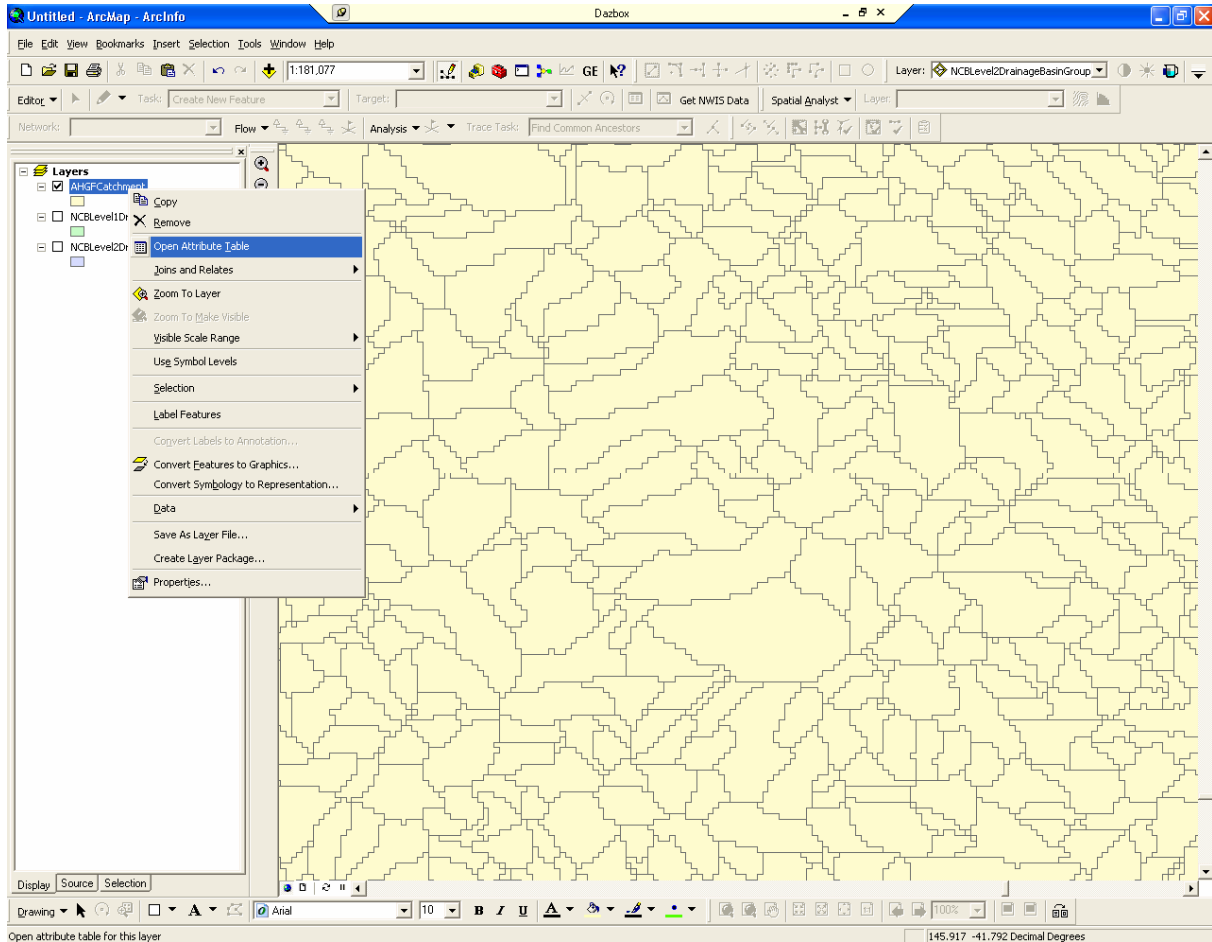 Untitled - ArcMap - ArcInfo
Dazbox
File Edit View Bookmarks Insert Selection Tools Window Help
1:181,077 GE Layer: NCBLevel2DrainageBasinGroup
Editor Task: Create New Feature Target: Get NWIS Data Spatial Analyst Layer:
Network: Flow Analysis Trace Task: Find Common Ancestors
Layers
AHGFCatchment
NCBLevel1Dr
NCBLevel2Dr
Copy
Remove
Open Attribute Table
Joins and Relates
Zoom To Layer
Zoom To Make Visible
Visible Scale Range
Use Symbol Levels
Selection
Label Features
Convert Labels to Annotation...
Convert Features to Graphics...
Convert Symbology to Representation...
Data
Save As Layer File...
Create Layer Package...
Properties...
Display Source Selection
Drawing A Arial 10 B I U A 100%
Open attribute table for this layer
145.917 -41.792 Decimal Degrees